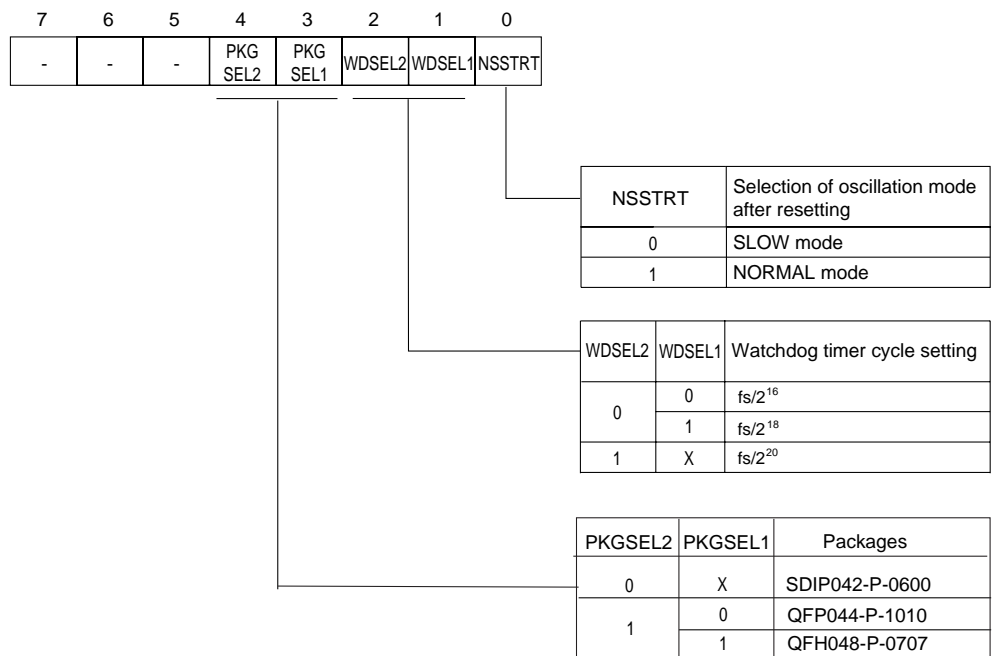 7 6 5 4 3 2 1 0
- - - PKG SEL2 PKG SEL1 WDSEL2 WDSEL1 NSSTRT
NSSTRT Selection of oscillation mode after resetting
0 SLOW mode
1 NORMAL mode
WDSEL2 WDSEL1 Watchdog timer cycle setting
0 0 fs/2^16
1 fs/2^18
1 X fs/2^20
PKGSEL2 PKGSEL1 Packages
0 X SDIP042-P-0600
1 0 QFP044-P-1010
1 QFH048-P-0707